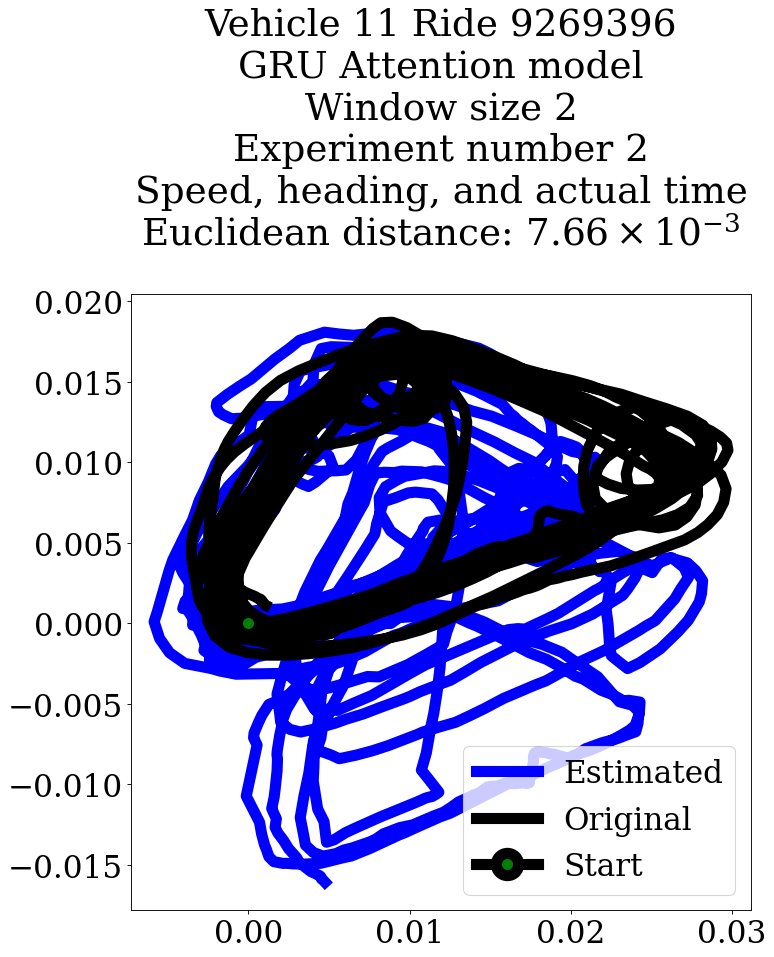 Vehicle 11 Ride 9269396
GRU Attention model
Window size 2
Experiment number 2
Speed, heading, and actual time
Euclidean distance: 7.66 × 10⁻³
0.020
0.015
0.010
0.005
0.000
−0.005
−0.010
−0.015
0.00 0.01 0.02 0.03
Estimated
Original
Start